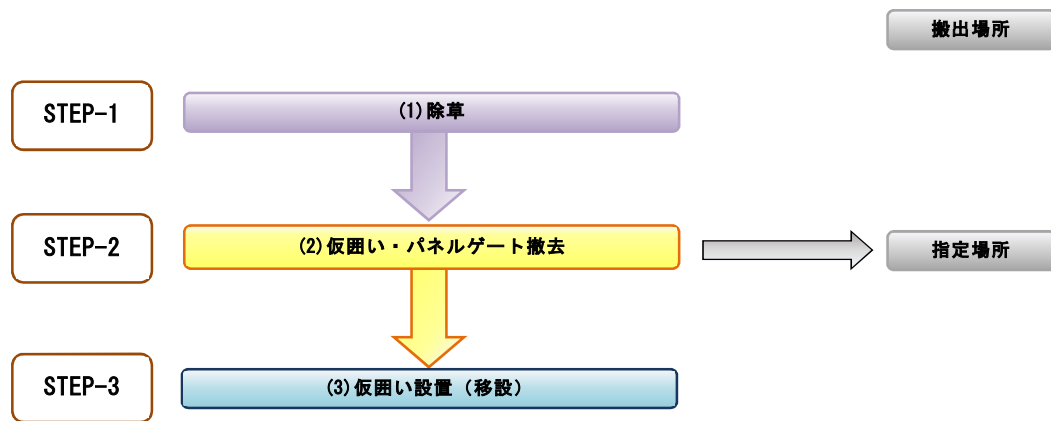 搬出場所
STEP-1
(1)除草
STEP-2
(2)仮囲い・パネルゲート撤去
指定場所
STEP-3
(3)仮囲い設置（移設）